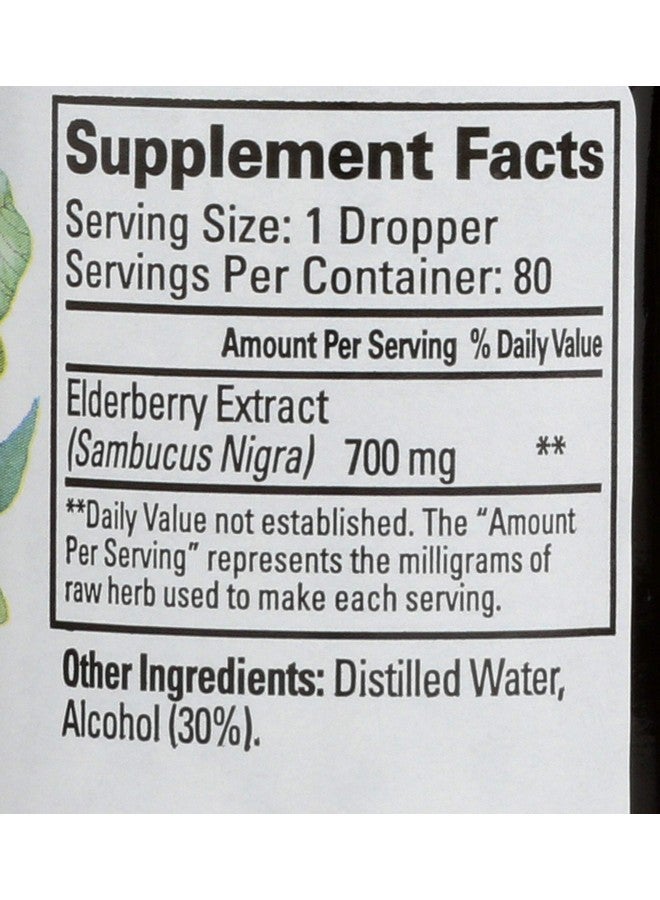 Supplement Facts
Serving Size: 1 Dropper
Servings Per Container: 80
Amount Per Serving % Daily Value
Elderberry Extract
(Sambucus Nigra) 700 mg **
**Daily Value not established. The “Amount
Per Serving” represents the milligrams of
raw herb used to make each serving.
Other Ingredients: Distilled Water,
Alcohol (30%).